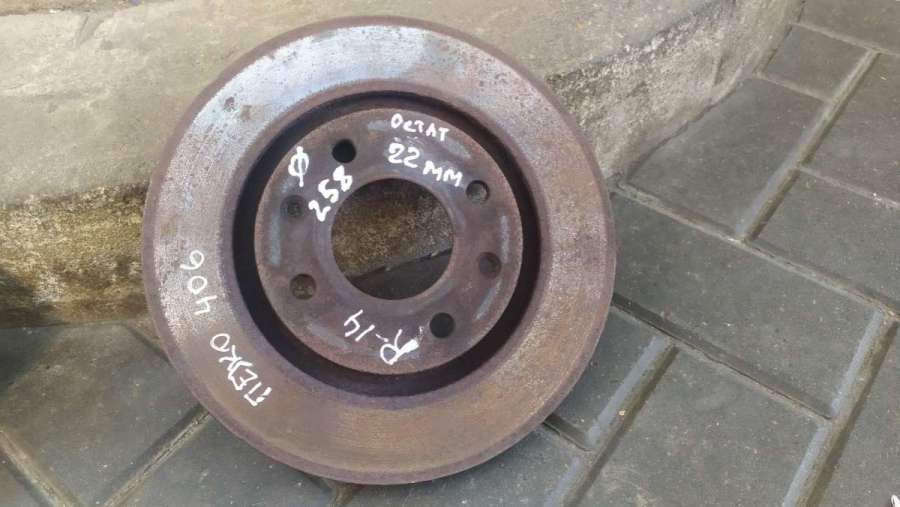 Остат
22 мм
Ф
258
R-14
ПЕЖО 406